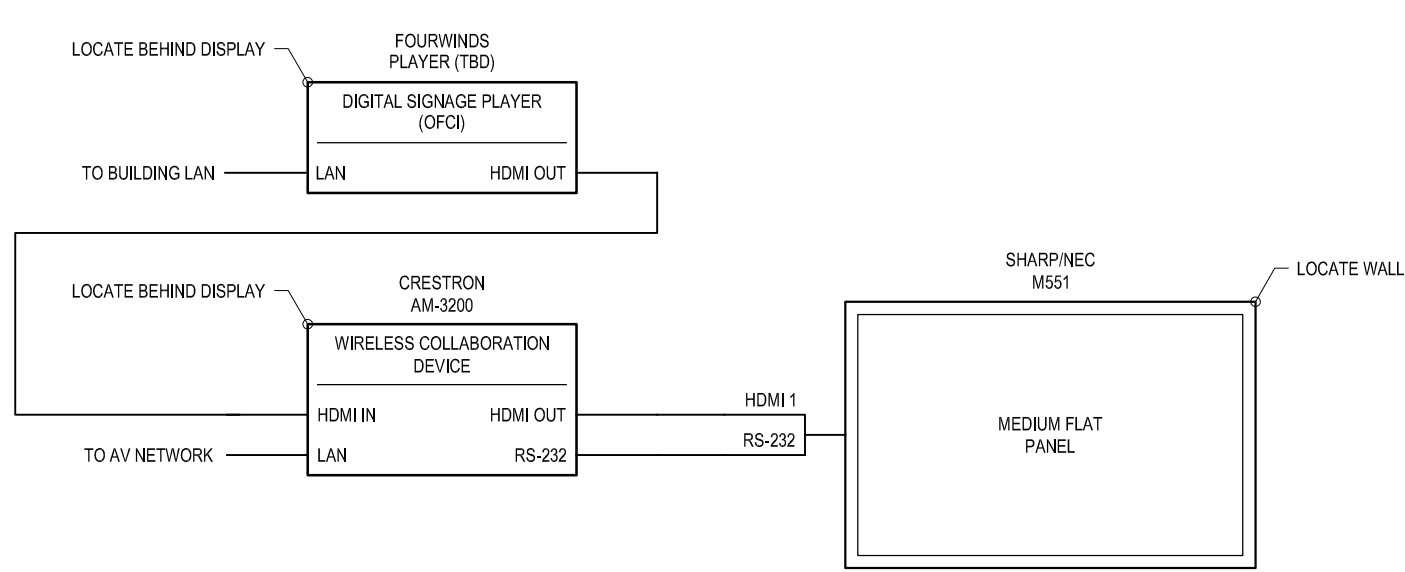 LOCATE BEHIND DISPLAY
FOURWINDS
PLAYER (TBD)
DIGITAL SIGNAGE PLAYER
(OFCI)
TO BUILDING LAN
LAN
HDMI OUT
LOCATE BEHIND DISPLAY
CRESTRON
AM-3200
WIRELESS COLLABORATION
DEVICE
HDMI IN
HDMI OUT
TO AV NETWORK
LAN
RS-232
HDMI 1
RS-232
SHARP/NEC
M551
LOCATE WALL
MEDIUM FLAT
PANEL